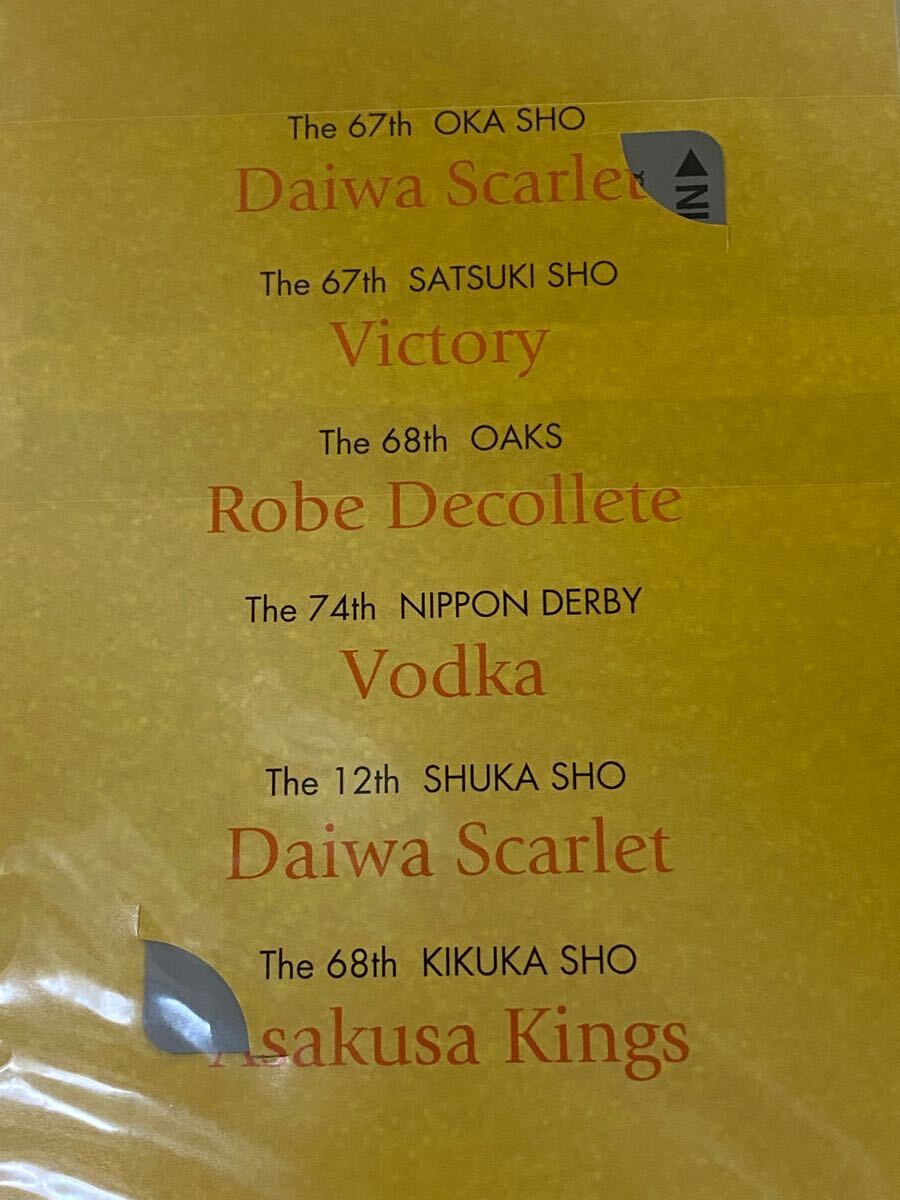 The 67th OKA SHO
Daiwa Scarlet
The 67th SATSUKI SHO
Victory
The 68th OAKS
Robe Decollete
The 74th NIPPON DERBY
Vodka
The 12th SHUKA SHO
Daiwa Scarlet
The 68th KIKUKA SHO
Asakusa Kings